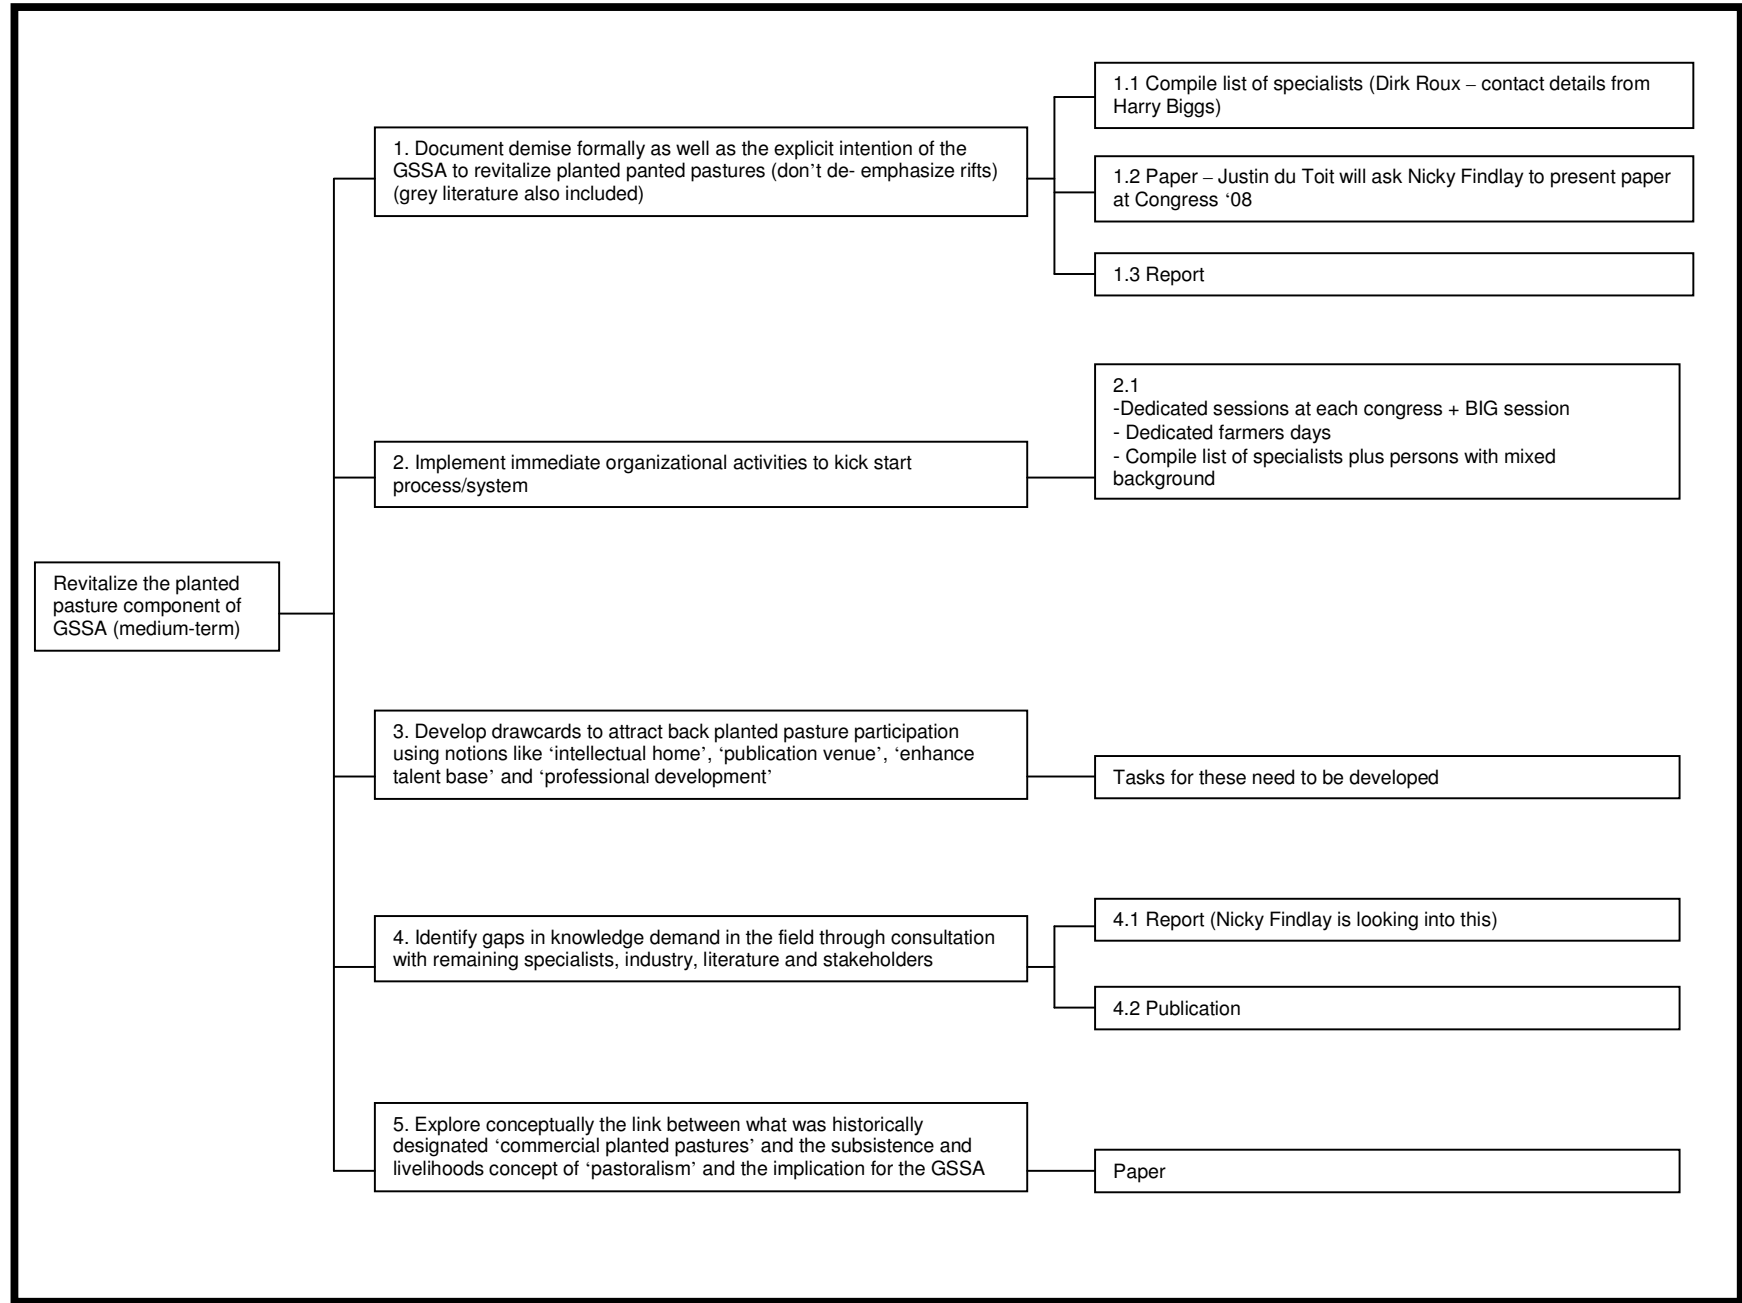 Revitalize the planted
pasture component of
GSSA (medium-term)
1. Document demise formally as well as the explicit intention of the
GSSA to revitalize planted panted pastures (don’t de- emphasize rifts)
(grey literature also included)
1.1 Compile list of specialists (Dirk Roux – contact details from
Harry Biggs)
1.2 Paper – Justin du Toit will ask Nicky Findlay to present paper
at Congress ‘08
1.3 Report
2. Implement immediate organizational activities to kick start
process/system
2.1
-Dedicated sessions at each congress + BIG session
- Dedicated farmers days
- Compile list of specialists plus persons with mixed
background
3. Develop drawcards to attract back planted pasture participation
using notions like ‘intellectual home’, ‘publication venue’, ‘enhance
talent base’ and ‘professional development’
Tasks for these need to be developed
4. Identify gaps in knowledge demand in the field through consultation
with remaining specialists, industry, literature and stakeholders
4.1 Report (Nicky Findlay is looking into this)
4.2 Publication
5. Explore conceptually the link between what was historically
designated ‘commercial planted pastures’ and the subsistence and
livelihoods concept of ‘pastoralism’ and the implication for the GSSA
Paper